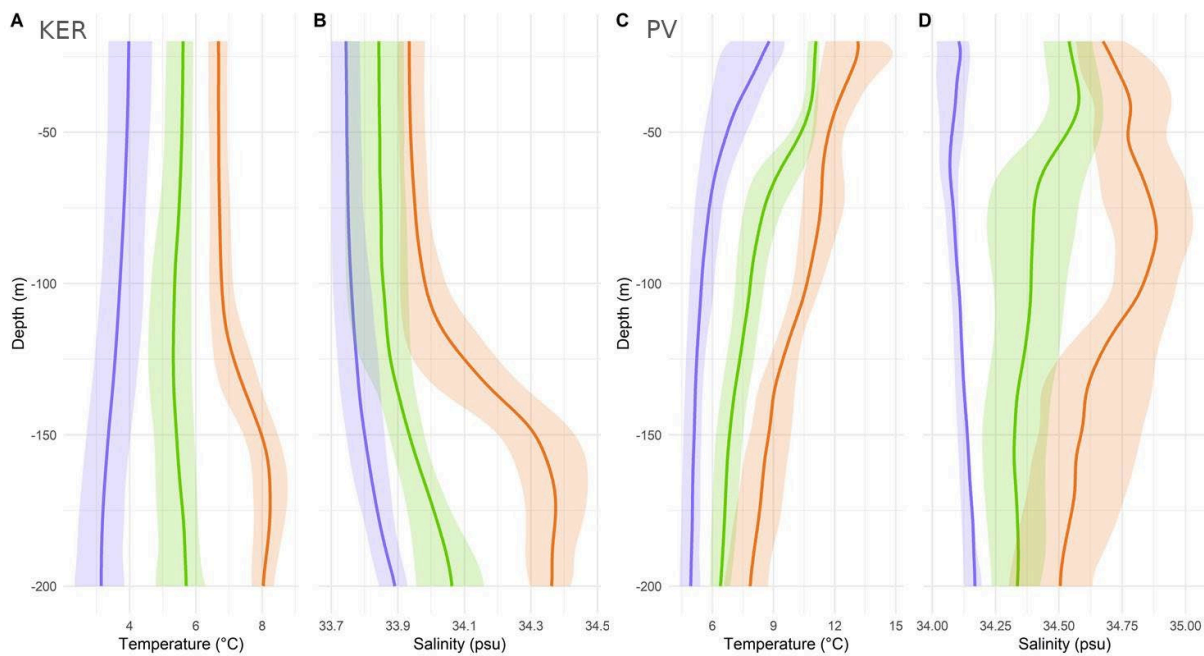 A KER B C PV D
-50 -50
-100 -100
-150 -150
-200 -200
Depth (m) Depth (m)
4 6 8 33.7 33.9 34.1 34.3 34.5 6 9 12 15 34.00 34.25 34.50 34.75 35.00
Temperature (°C) Salinity (psu) Temperature (°C) Salinity (psu)